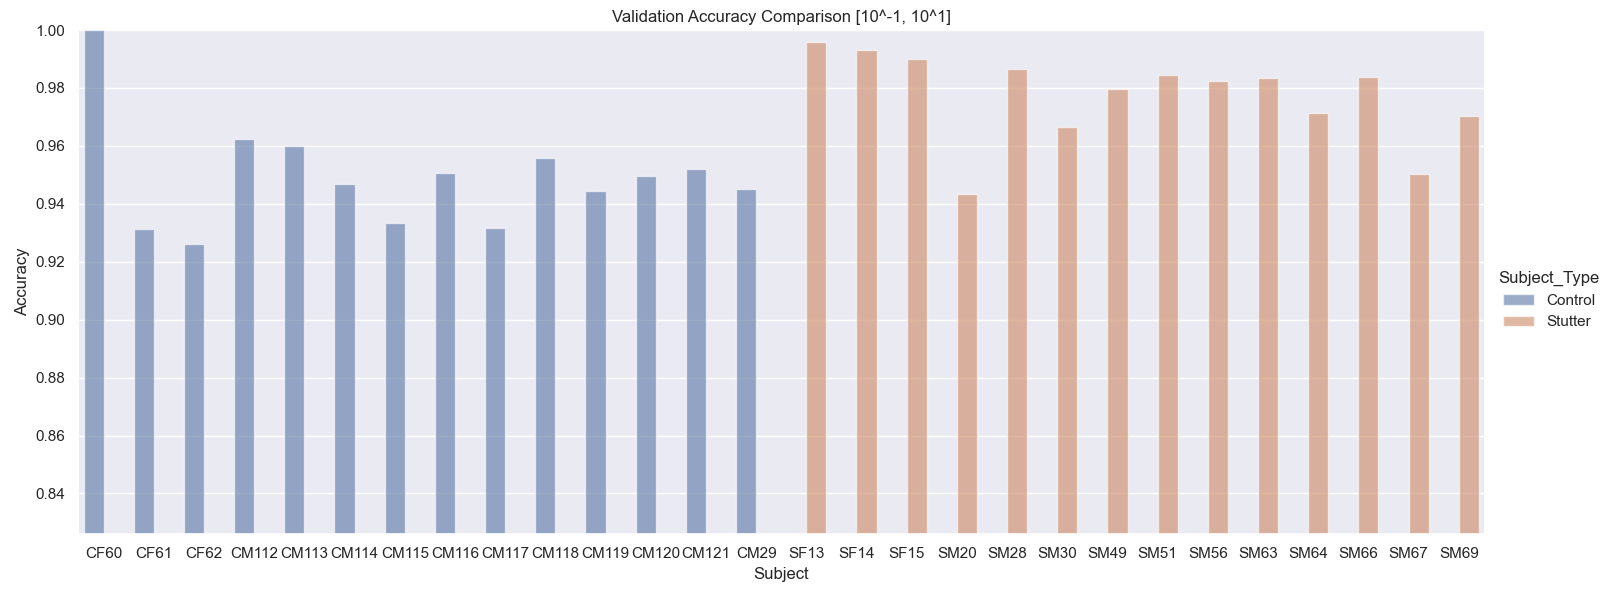 Validation Accuracy Comparison [10^-1, 10^1]
1.00
0.98
0.96
0.94
0.92
0.90
0.88
0.86
0.84
Accuracy
CF60 CF61 CF62 CM112 CM113 CM114 CM115 CM116 CM117 CM118 CM119 CM120 CM121 CM29 SF13 SF14 SF15 SM20 SM28 SM30 SM49 SM51 SM56 SM63 SM64 SM66 SM67 SM69
Subject
Subject_Type
Control
Stutter